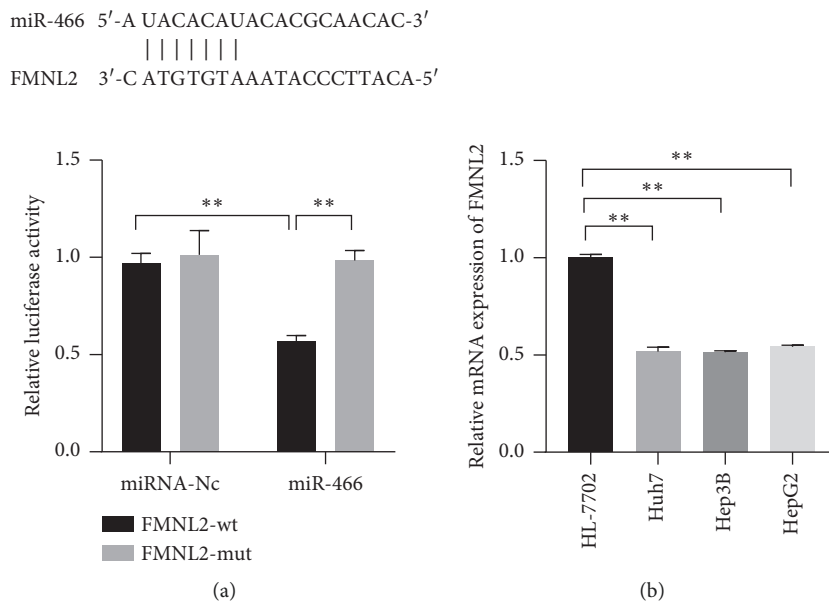 miR-466 5′-A UACACAUACACGCAACAC-3′
FMNL2 3′-C ATGTGTAAATACCCTTACA-5′
Relative luciferase activity
1.5
1.0
0.5
0.0
**
**
miRNA-Nc
miR-466
FMNL2-wt
FMNL2-mut
(a)
Relative mRNA expression of FMNL2
1.5
1.0
0.5
0.0
**
**
**
HL-7702
Huh7
Hep3B
HepG2
(b)